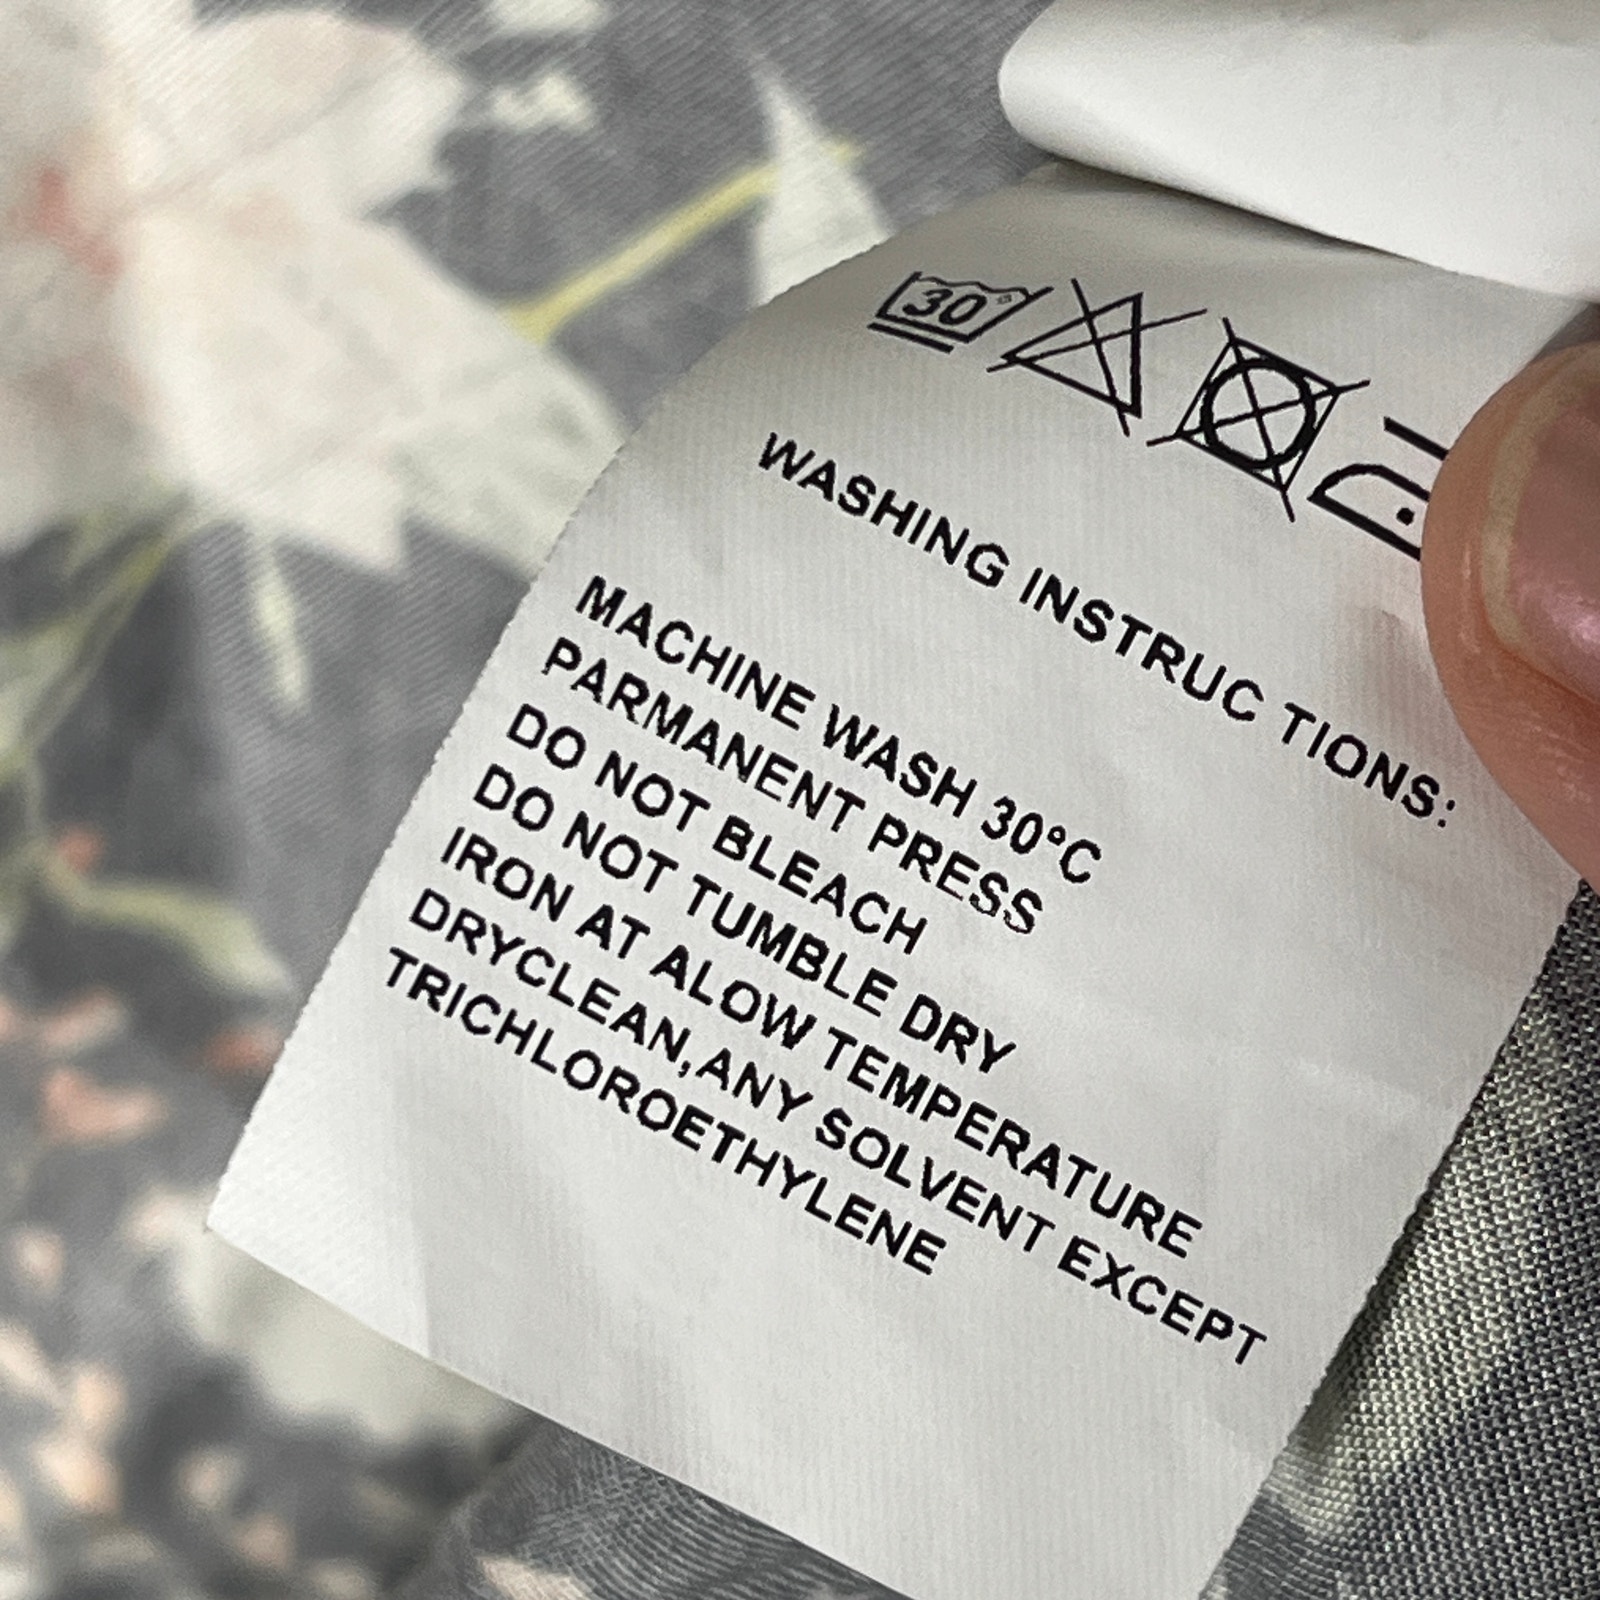 30°
WASHING INSTRUC TIONS:
MACHINE WASH 30°C
PARMANENT PRESS
DO NOT BLEACH
DO NOT TUMBLE DRY
IRON AT ALOW TEMPERATURE
DRYCLEAN,ANY SOLVENT EXCEPT
TRICHLOROETHYLENE